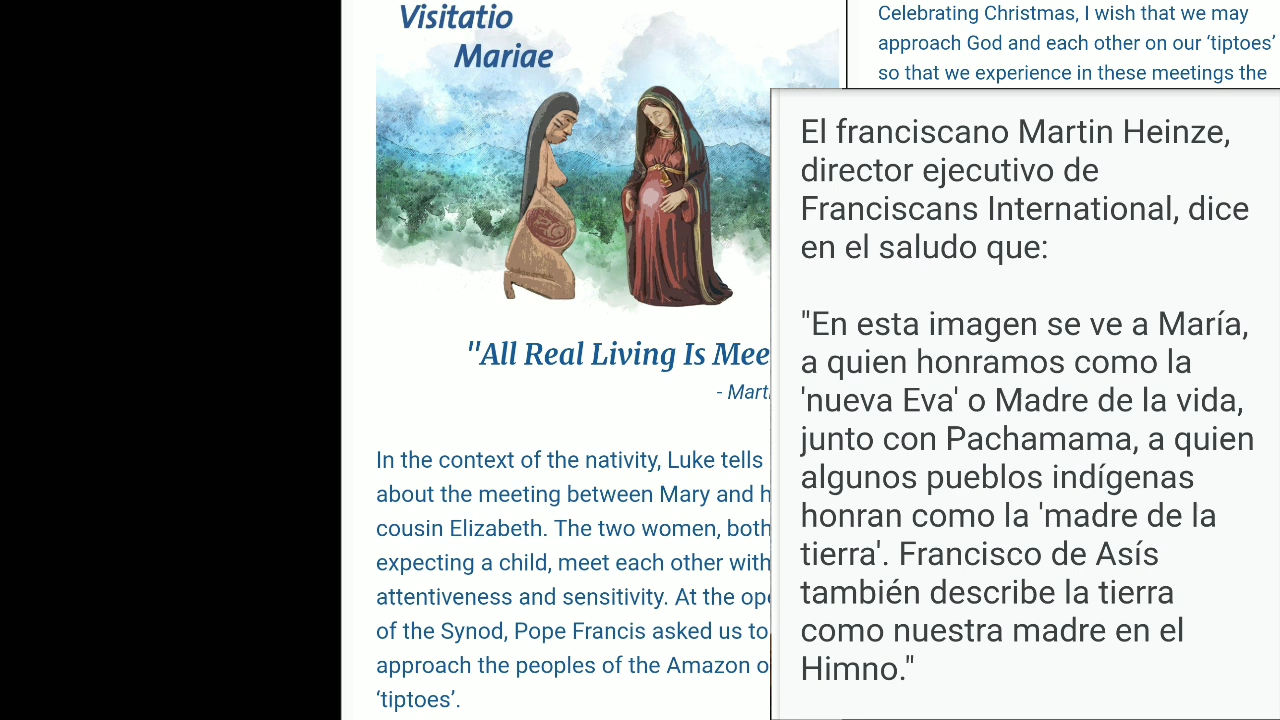 Visitatio
Mariae
"All Real Living Is Mee
- Mart
In the context of the nativity, Luke tells
about the meeting between Mary and h
cousin Elizabeth. The two women, both
expecting a child, meet each other with
attentiveness and sensitivity. At the ope
of the Synod, Pope Francis asked us to
approach the peoples of the Amazon o
‘tiptoes’.
Celebrating Christmas, I wish that we may
approach God and each other on our ‘tiptoes’
so that we experience in these meetings the
El franciscano Martin Heinze,
director ejecutivo de
Franciscans International, dice
en el saludo que:
"En esta imagen se ve a María,
a quien honramos como la
'nueva Eva' o Madre de la vida,
junto con Pachamama, a quien
algunos pueblos indígenas
honran como la 'madre de la
tierra'. Francisco de Asís
también describe la tierra
como nuestra madre en el
Himno."